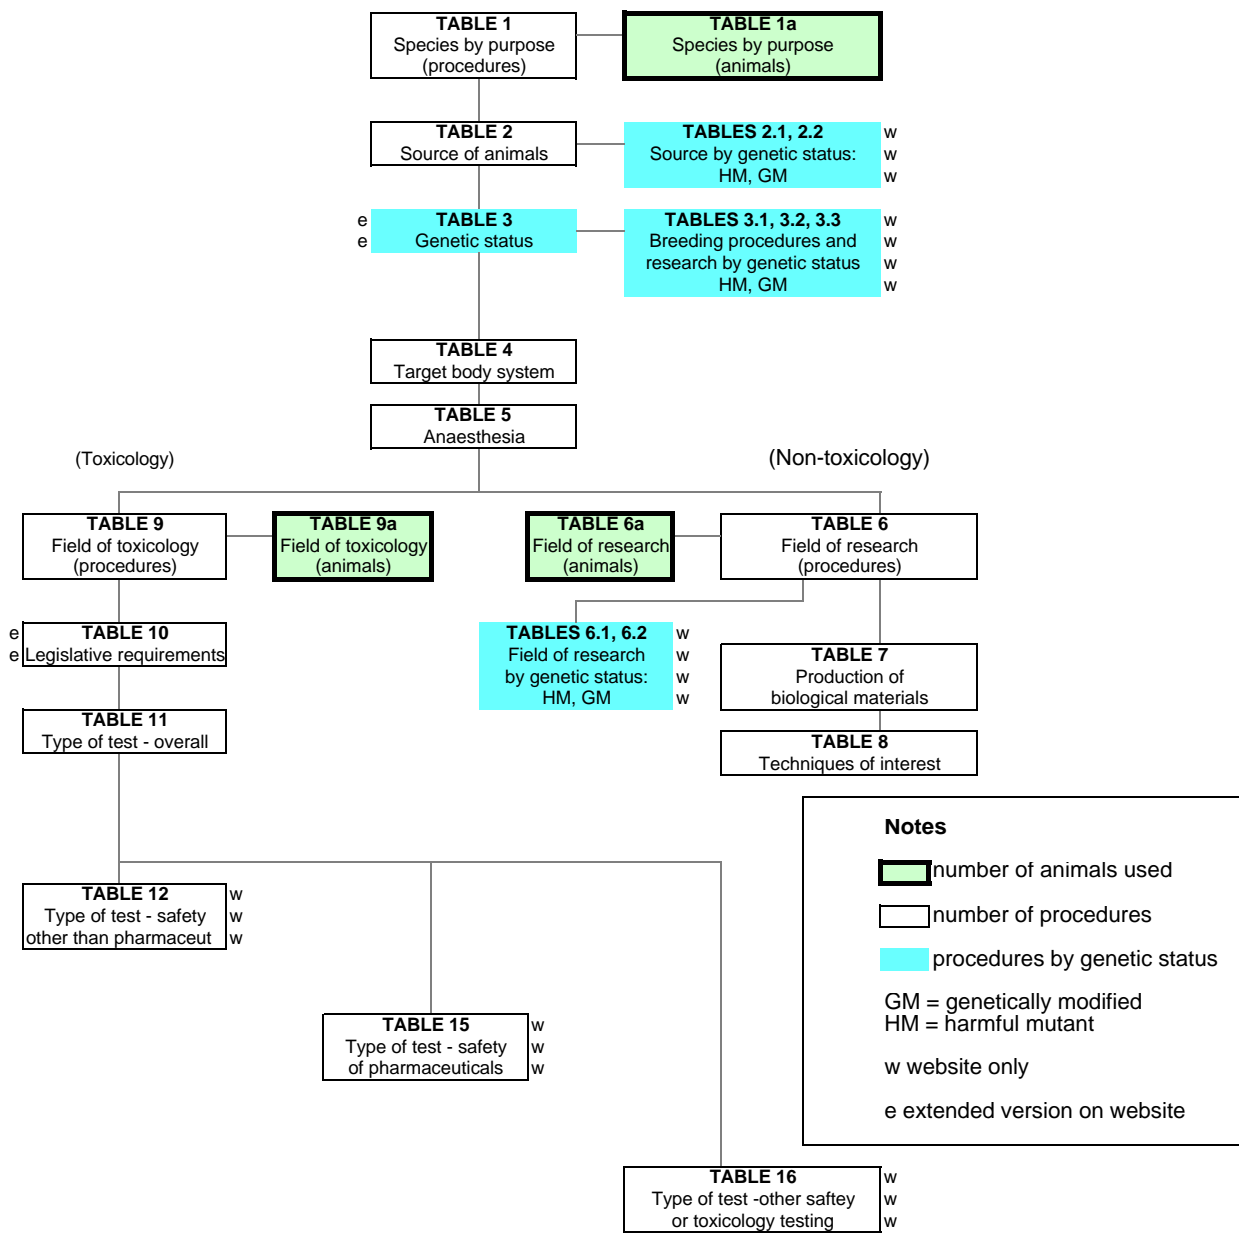 TABLE 1
Species by purpose
(procedures)
TABLE 1a
Species by purpose
(animals)
TABLE 2
Source of animals
TABLES 2.1, 2.2
Source by genetic status:
HM, GM
w
w
w
e
e
TABLE 3
Genetic status
TABLES 3.1, 3.2, 3.3
Breeding procedures and
research by genetic status
HM, GM
w
w
w
w
TABLE 4
Target body system
TABLE 5
Anaesthesia
(Toxicology)
(Non-toxicology)
TABLE 9
Field of toxicology
(procedures)
TABLE 9a
Field of toxicology
(animals)
TABLE 6a
Field of research
(animals)
TABLE 6
Field of research
(procedures)
e
e
TABLE 10
Legislative requirements
TABLES 6.1, 6.2
Field of research
by genetic status:
HM, GM
w
w
w
w
TABLE 7
Production of
biological materials
TABLE 11
Type of test - overall
TABLE 8
Techniques of interest
TABLE 12
Type of test - safety
other than pharmaceut
w
w
w
TABLE 15
Type of test - safety
of pharmaceuticals
w
w
w
TABLE 16
Type of test -other saftey
or toxicology testing
w
w
w
Notes
number of animals used
number of procedures
procedures by genetic status
GM = genetically modified
HM = harmful mutant
w website only
e extended version on website